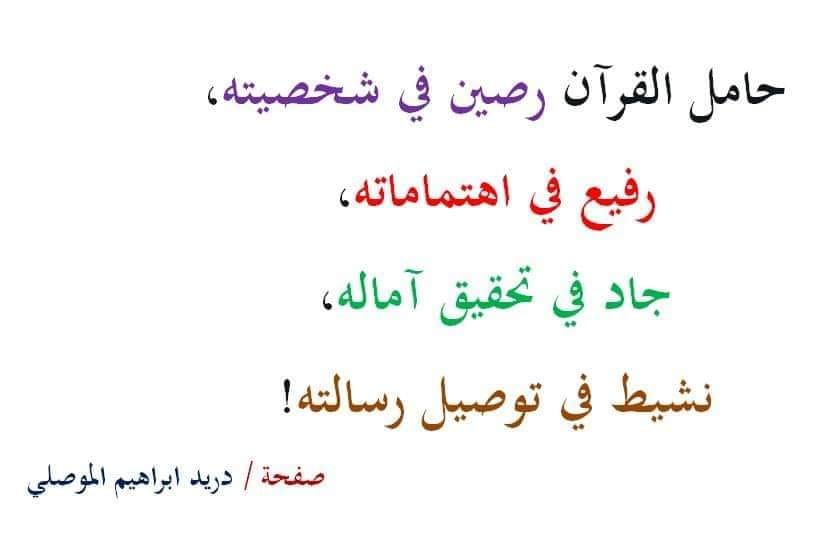 حامل القرآن رصين في شخصيته،
رفيع في اهتماماته،
جاد في تحقيق آماله،
نشيط في توصيل رسالته!
صفحة / دريد ابراهيم الموصلي